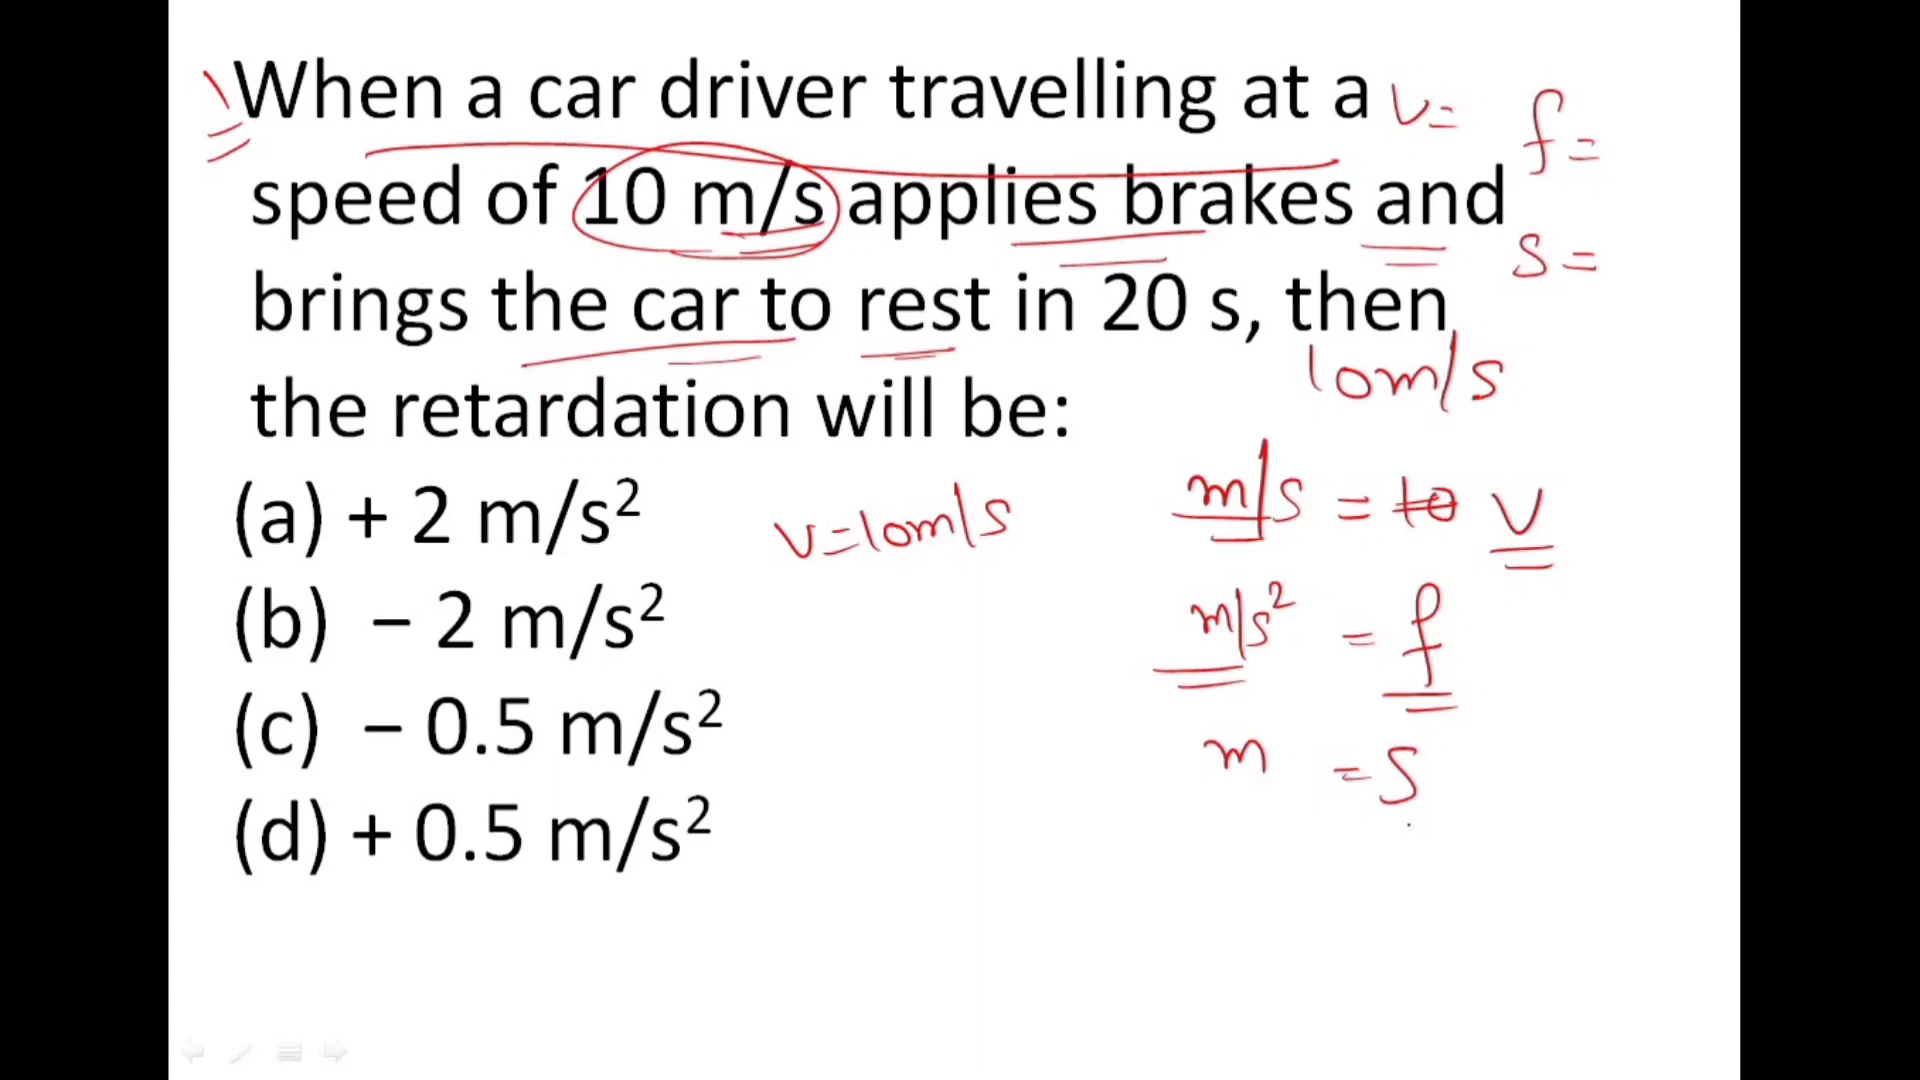 When a car driver travelling at a v= f=
speed of 10 m/s applies brakes and
s=
brings the car to rest in 20 s, then
10m/s
the retardation will be:
(a) + 2 m/s² v=10m/s m/s = 10 v
(b) – 2 m/s² m/s² = f
(c) – 0.5 m/s² m = s
(d) + 0.5 m/s²